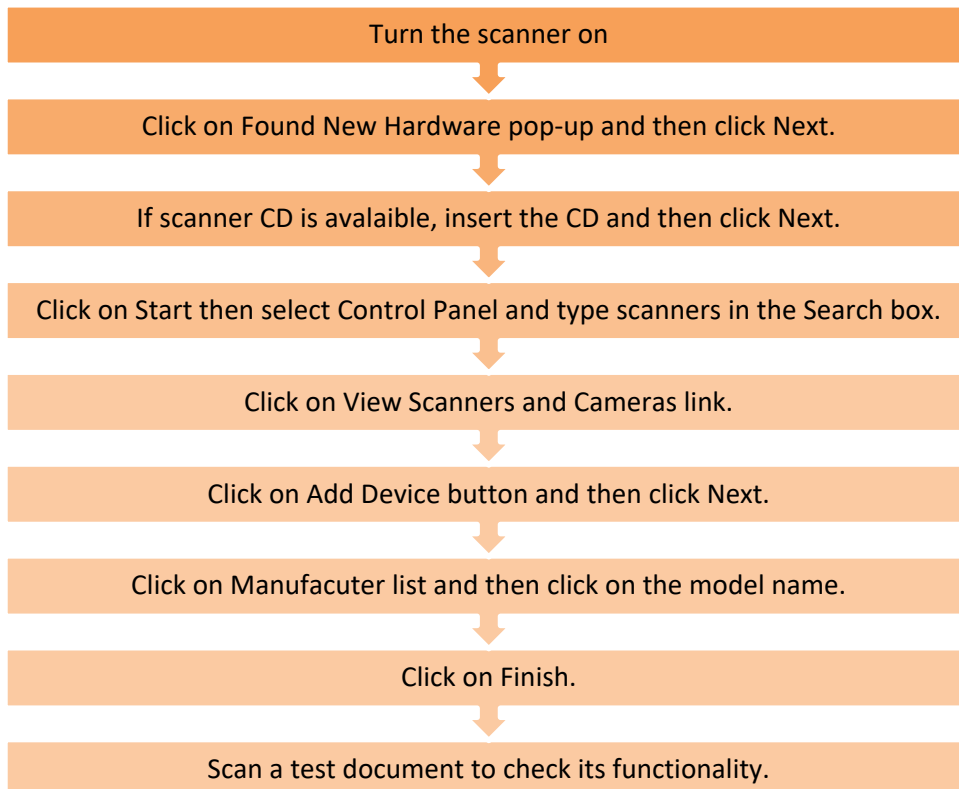 Turn the scanner on
Click on Found New Hardware pop-up and then click Next.
If scanner CD is avalaible, insert the CD and then click Next.
Click on Start then select Control Panel and type scanners in the Search box.
Click on View Scanners and Cameras link.
Click on Add Device button and then click Next.
Click on Manufacuter list and then click on the model name.
Click on Finish.
Scan a test document to check its functionality.